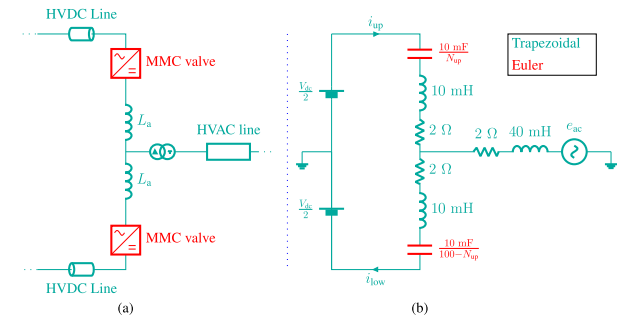 HVDC Line
MMC valve
L_a
HVAC line
L_a
MMC valve
HVDC Line
(a)
i_up
10 mF
N_up
V_dc
2
10 mH
2 Ω
2 Ω
40 mH
e_ac
2 Ω
V_dc
2
10 mH
10 mF
100−N_up
i_low
(b)
Trapezoidal
Euler